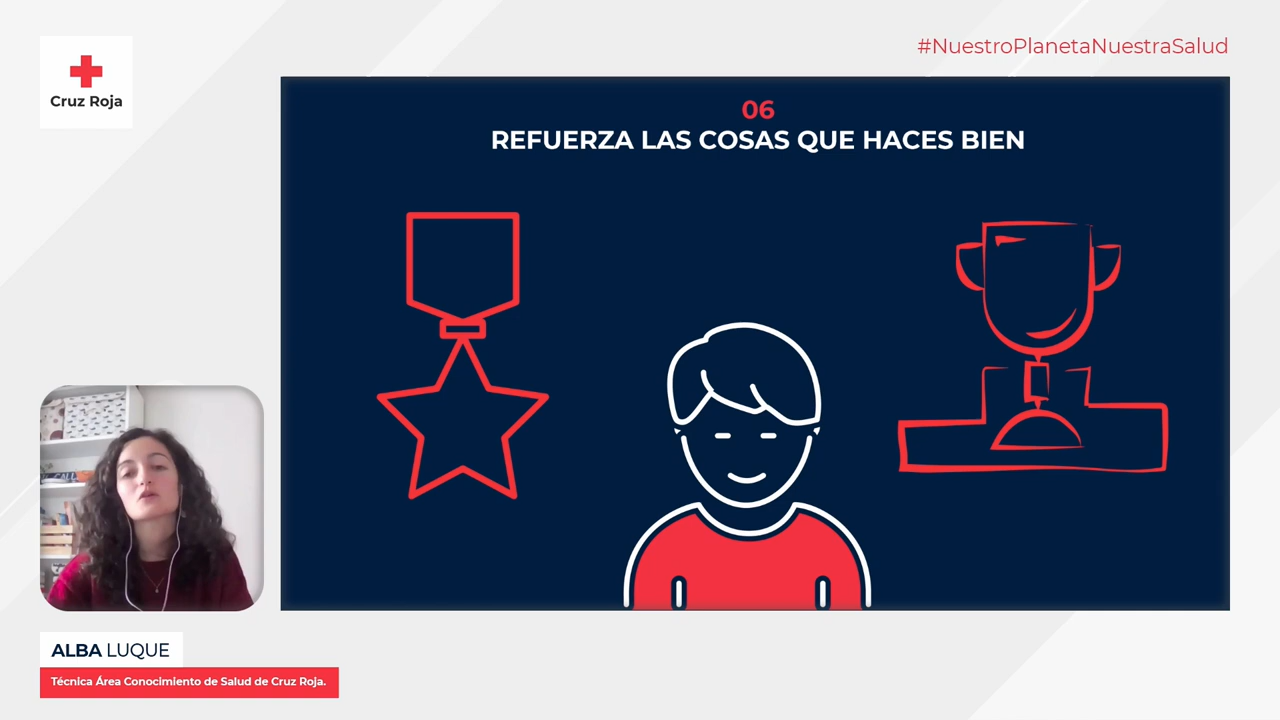 Cruz Roja
#NuestroPlanetaNuestraSalud
06
REFUERZA LAS COSAS QUE HACES BIEN
ALBA LUQUE
Técnica Área Conocimiento de Salud de Cruz Roja.